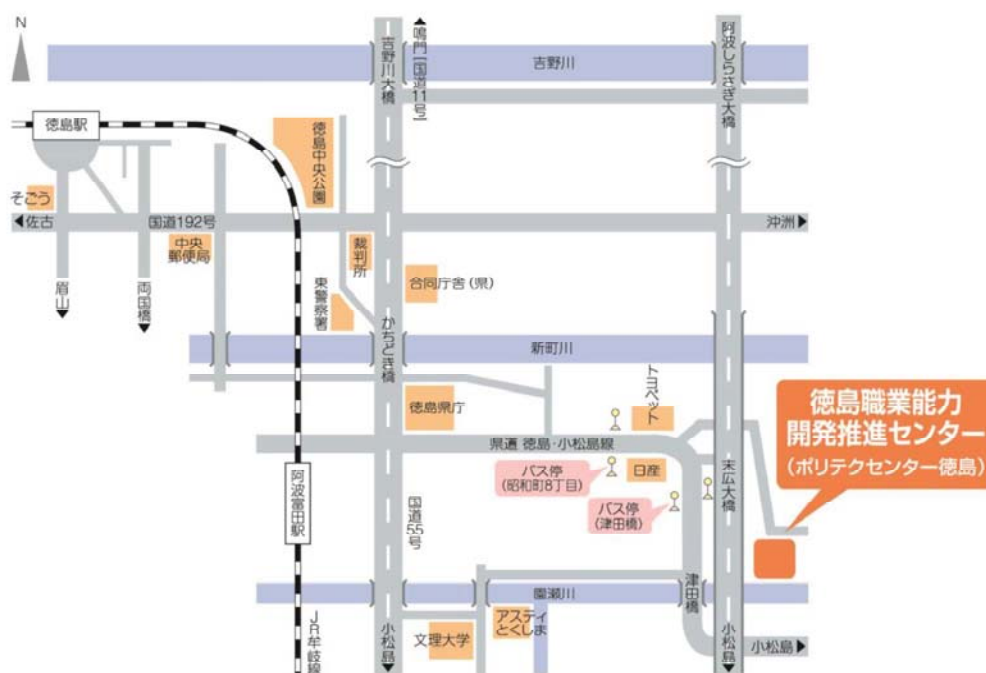 N
鳴門[国道11号]
吉野川大橋
吉野川
阿波しらさぎ大橋
徳島駅
徳島中央公園
そごう
佐古
国道192号
沖洲
中央
郵便局
裁判所
合同庁舎(県)
東警察署
眉山
両国橋
かちどき橋
新町川
トヨペット
徳島県庁
徳島職業能力
開発推進センター
(ポリテクセンター徳島)
県道 徳島・小松島線
バス停
(昭和町8丁目)
日産
末広大橋
バス停
(津田橋)
阿波富田駅
国道55号
津田橋
園瀬川
アスティ
とくしま
文理大学
JR牟岐線
小松島
小松島
小松島